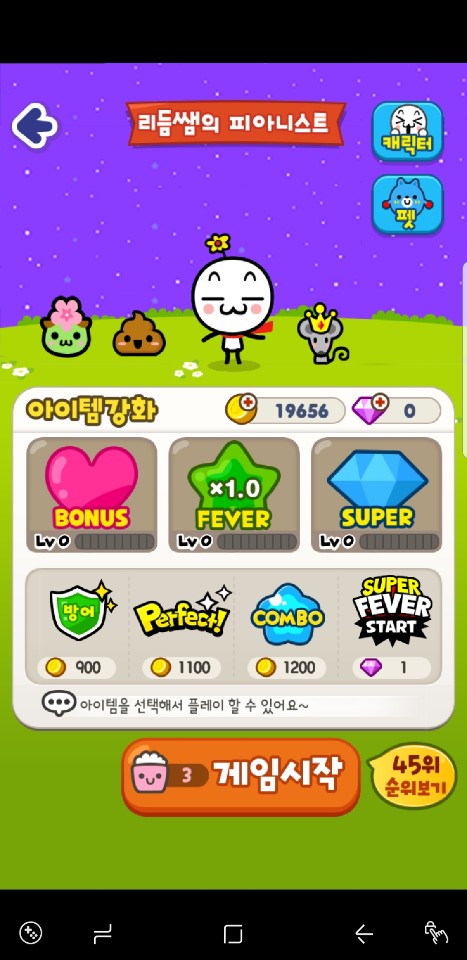 리듬쌤의 피아니스트
캐릭터
펫
아이템강화
19656
0
BONUS
Lv 0
×1.0
FEVER
Lv 0
SUPER
Lv 0
방어
900
Perfect!
1100
COMBO
1200
SUPER
FEVER
START
1
아이템을 선택해서 플레이 할 수 있어요~
3
게임시작
45위
순위보기